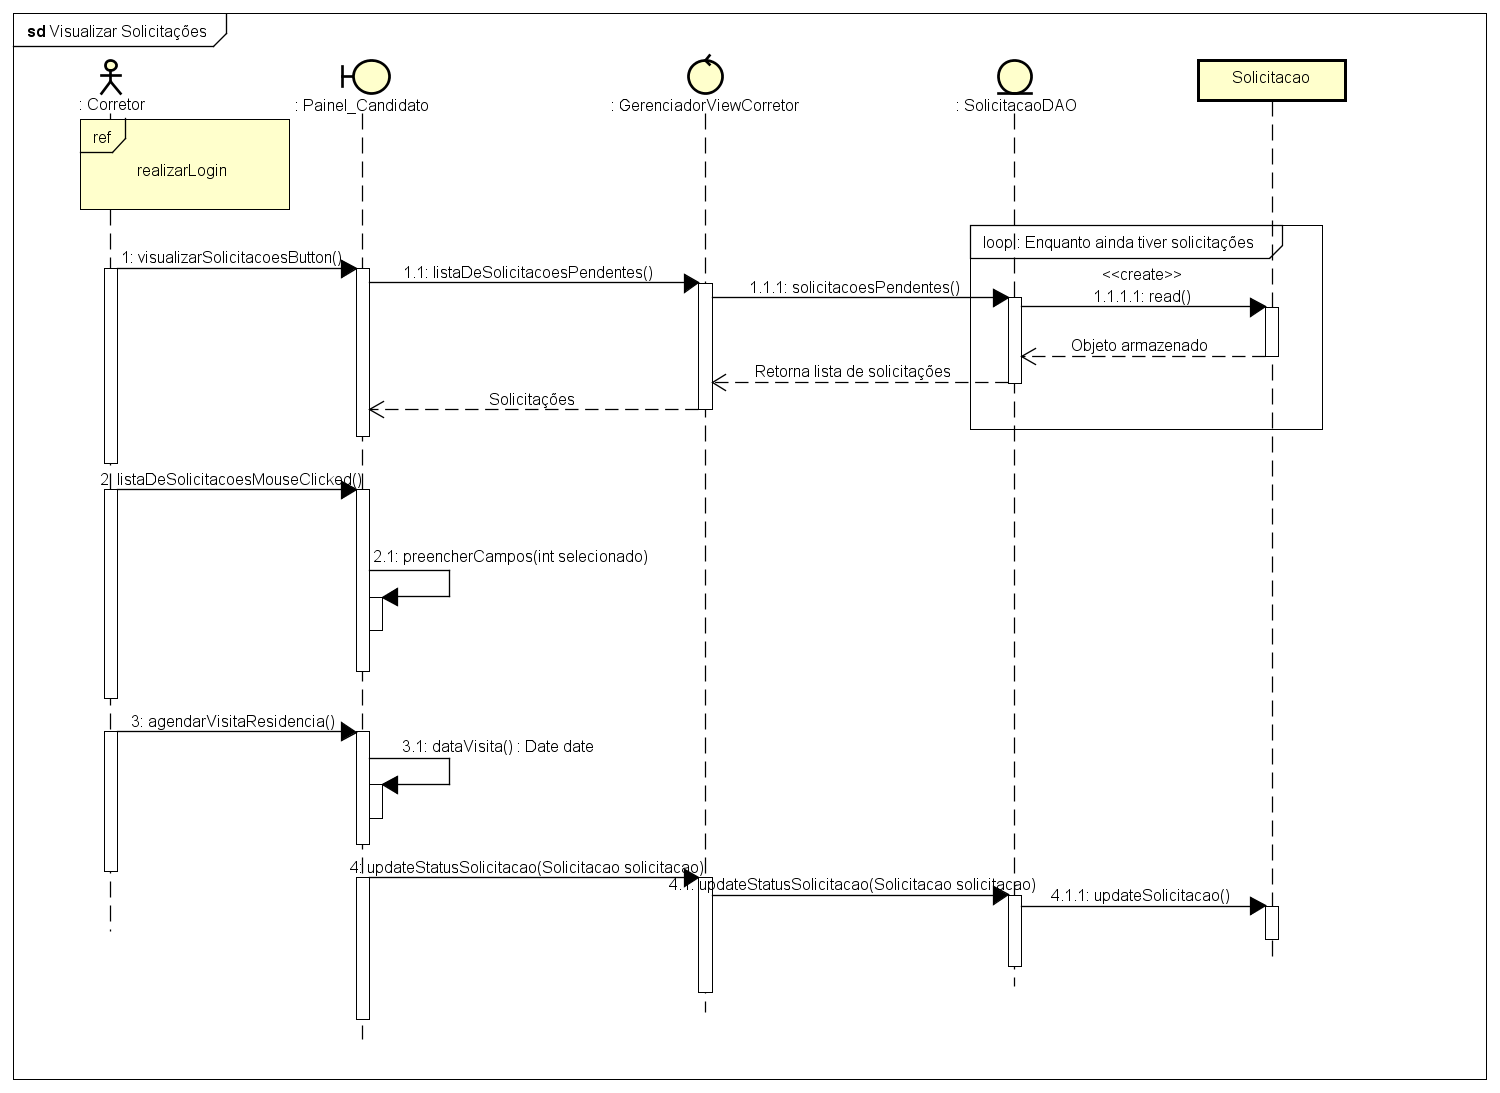 sd Visualizar Solicitações
: Corretor
: Painel_Candidato
: GerenciadorViewCorretor
: SolicitacaoDAO
Solicitacao
ref
realizarLogin
loop : Enquanto ainda tiver solicitações
1: visualizarSolicitacoesButton()
1.1: listaDeSolicitacoesPendentes()
1.1.1: solicitacoesPendentes()
<<create>>
1.1.1.1: read()
Objeto armazenado
Retorna lista de solicitações
Solicitações
2: listaDeSolicitacoesMouseClicked()
2.1: preencherCampos(int selecionado)
3: agendarVisitaResidencia()
3.1: dataVisita() : Date date
4: updateStatusSolicitacao(Solicitacao solicitacao)
4.1: updateStatusSolicitacao(Solicitacao solicitacao)
4.1.1: updateSolicitacao()